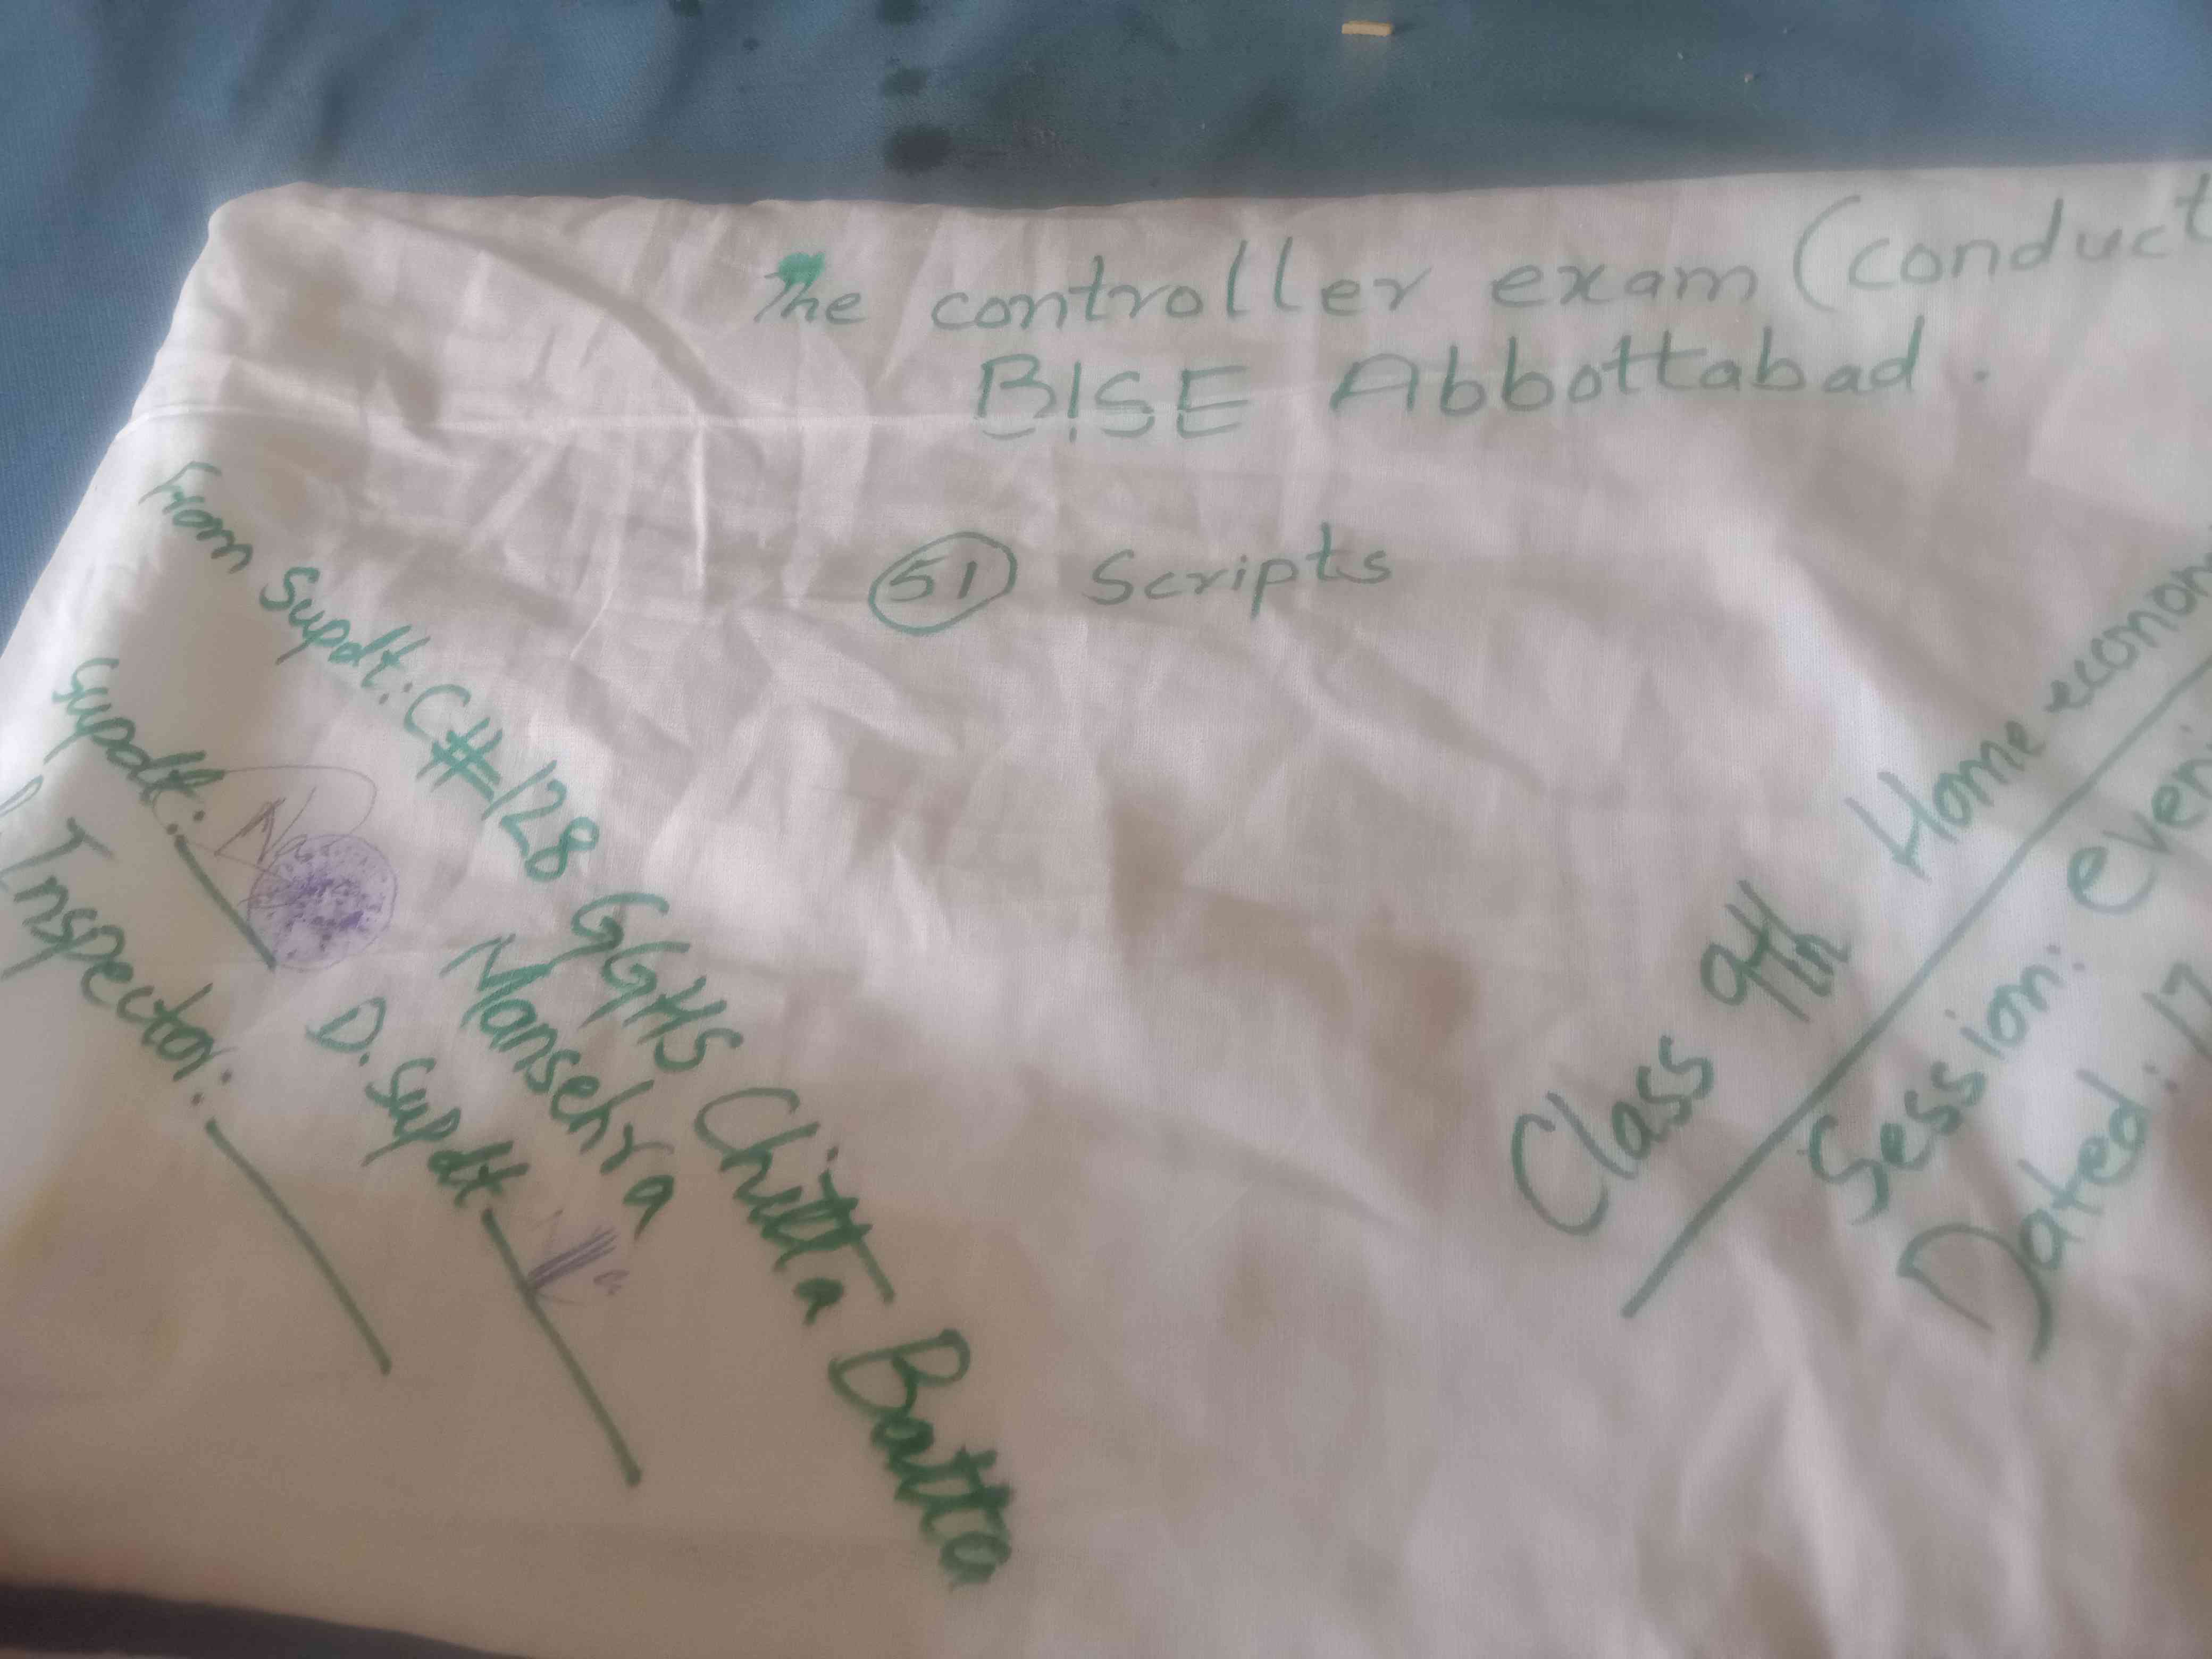 The controller exam (conduct
BISE Abbottabad.
51 Scripts
From Supdt: C#128 GGHS Chitta Batta
Mansehra
Supdt:
D. Supdt
Inspector:
Class 9th Home econom
Session: even
Dated: 17